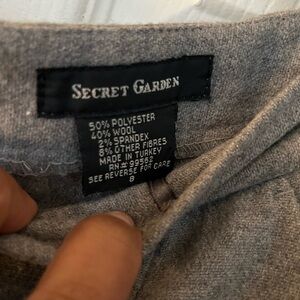 SECRET GARDEN
50% POLYESTER
40% WOOL
2% SPANDEX
8% OTHER FIBRES
MADE IN TURKEY
RN# 99562
SEE REVERSE FOR CARE
8